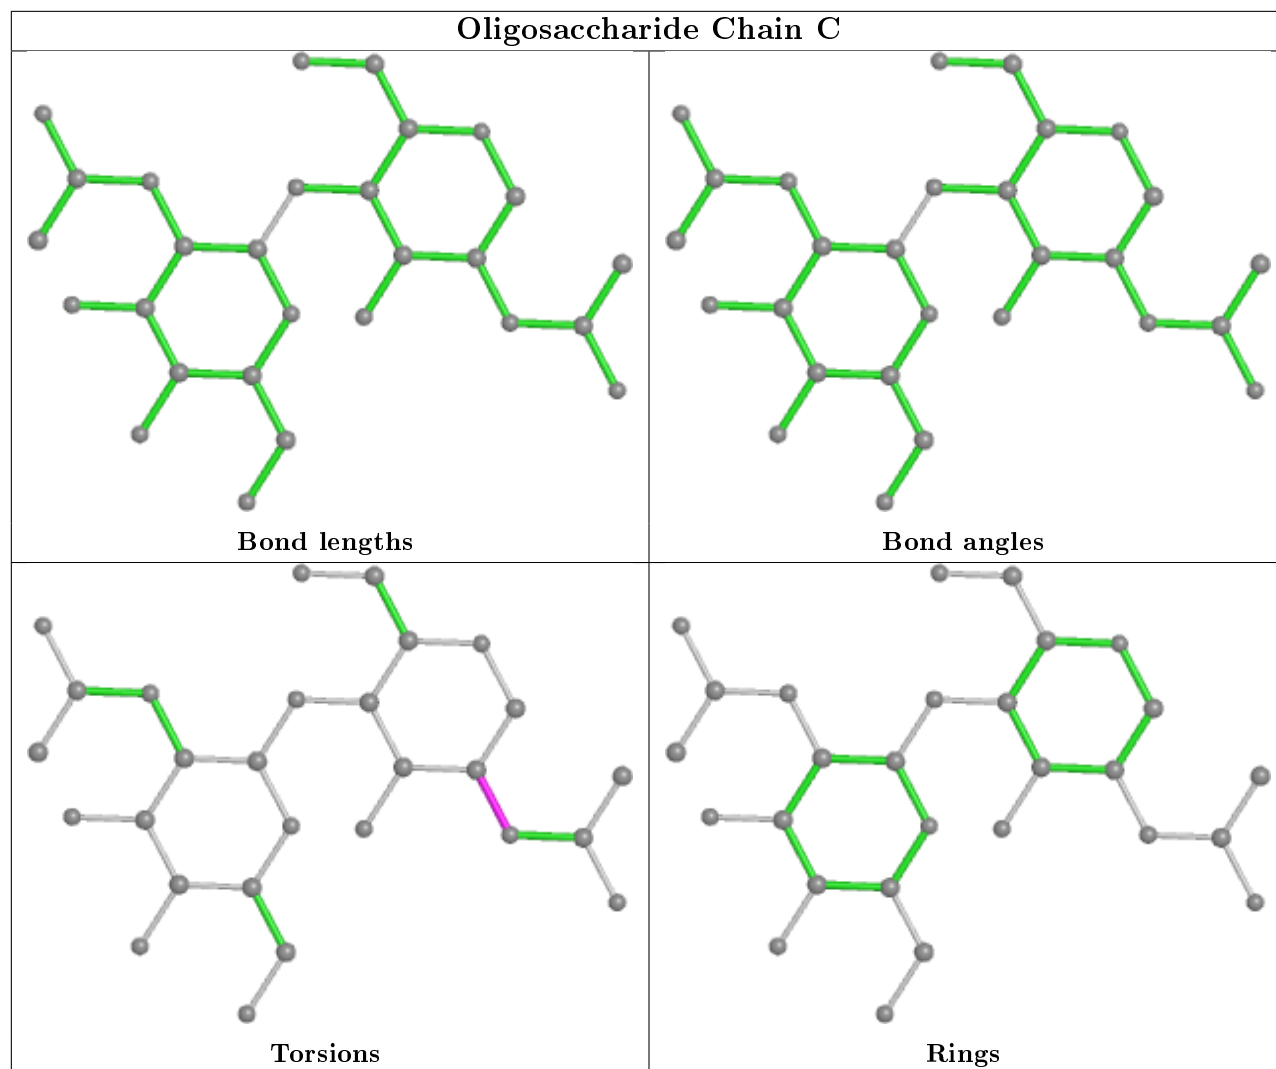 Oligosaccharide Chain C
Bond lengths
Bond angles
Torsions
Rings